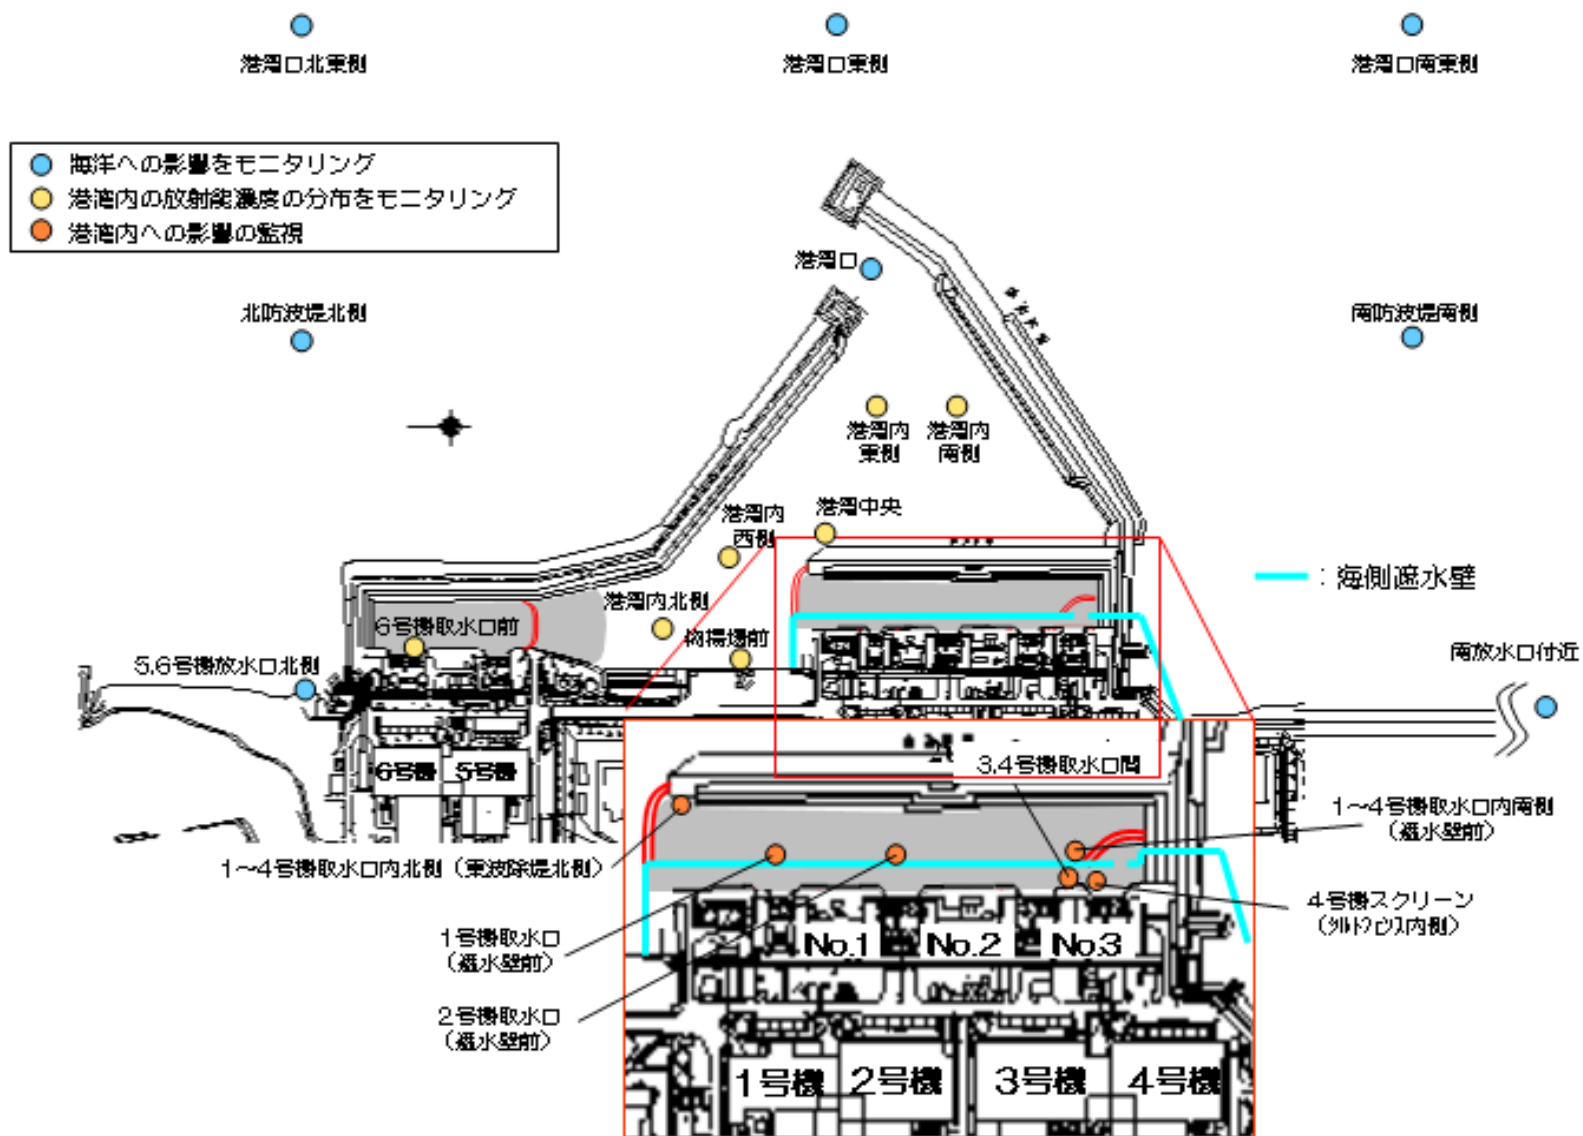 港湾口北東側
港湾口東側
港湾口南東側
海洋への影響をモニタリング
港湾内の放射能濃度の分布をモニタリング
港湾内への影響の監視
港湾口
北防波堤北側
南防波堤南側
港湾内
東側
港湾内
南側
港湾内
西側
港湾中央
:海側遮水壁
港湾内北側
6号機取水口前
物揚場前
5,6号機放水口北側
南放水口付近
6号機
5号機
3,4号機取水口間
1～4号機取水口内南側
(遮水壁前)
1～4号機取水口内北側(東波除堤北側)
4号機スクリーン
(シルトフェンス内側)
1号機取水口
(遮水壁前)
No.1
No.2
No.3
2号機取水口
(遮水壁前)
1号機
2号機
3号機
4号機